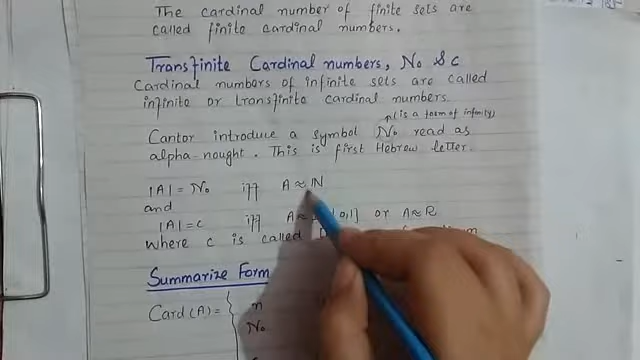 The cardinal number of finite sets are
called finite cardinal numbers.
Transfinite Cardinal numbers, ℵ₀ & c
Cardinal numbers of infinite sets are called
infinite or transfinite cardinal numbers.
(is a form of infinity)
Cantor introduce a symbol ℵ₀ read as
alpha-nought. This is first Hebrew letter.
|A| = ℵ₀ iff A ≈ ℕ
and
|A| = c iff A ≈ 0,1] or A ≈ R
where c is called
Summarize Form
Card (A) = { n
ℵ₀